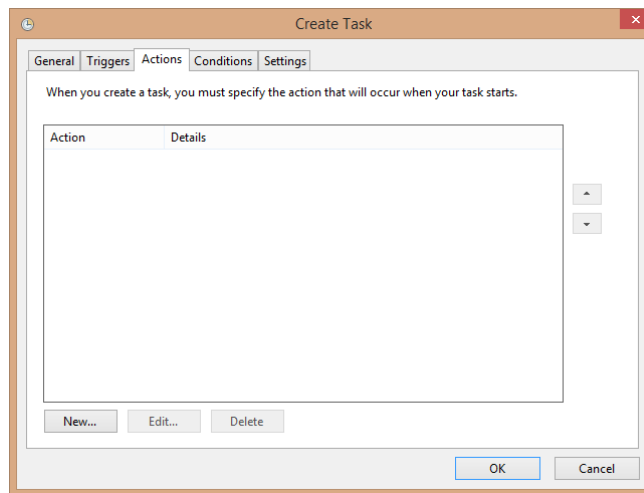 Create Task
General Triggers Actions Conditions Settings
When you create a task, you must specify the action that will occur when your task starts.
Action Details
New... Edit... Delete
OK Cancel